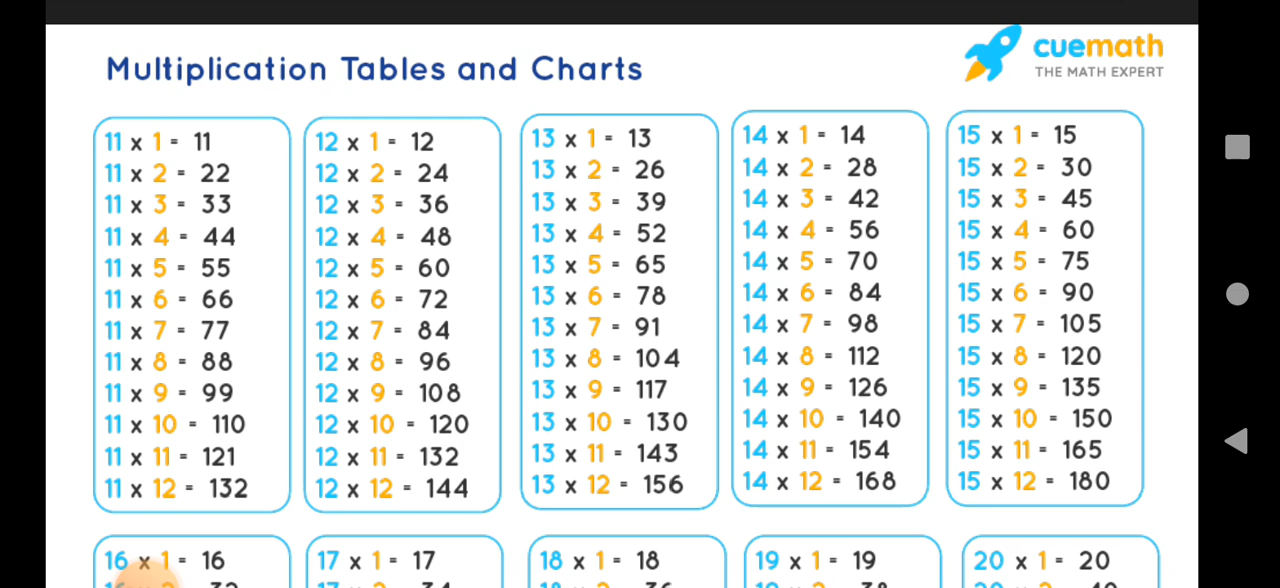 Multiplication Tables and Charts
cuemath
THE MATH EXPERT
11 x 1 = 11
11 x 2 = 22
11 x 3 = 33
11 x 4 = 44
11 x 5 = 55
11 x 6 = 66
11 x 7 = 77
11 x 8 = 88
11 x 9 = 99
11 x 10 = 110
11 x 11 = 121
11 x 12 = 132
12 x 1 = 12
12 x 2 = 24
12 x 3 = 36
12 x 4 = 48
12 x 5 = 60
12 x 6 = 72
12 x 7 = 84
12 x 8 = 96
12 x 9 = 108
12 x 10 = 120
12 x 11 = 132
12 x 12 = 144
13 x 1 = 13
13 x 2 = 26
13 x 3 = 39
13 x 4 = 52
13 x 5 = 65
13 x 6 = 78
13 x 7 = 91
13 x 8 = 104
13 x 9 = 117
13 x 10 = 130
13 x 11 = 143
13 x 12 = 156
14 x 1 = 14
14 x 2 = 28
14 x 3 = 42
14 x 4 = 56
14 x 5 = 70
14 x 6 = 84
14 x 7 = 98
14 x 8 = 112
14 x 9 = 126
14 x 10 = 140
14 x 11 = 154
14 x 12 = 168
15 x 1 = 15
15 x 2 = 30
15 x 3 = 45
15 x 4 = 60
15 x 5 = 75
15 x 6 = 90
15 x 7 = 105
15 x 8 = 120
15 x 9 = 135
15 x 10 = 150
15 x 11 = 165
15 x 12 = 180
16 x 1 = 16
17 x 1 = 17
18 x 1 = 18
19 x 1 = 19
20 x 1 = 20